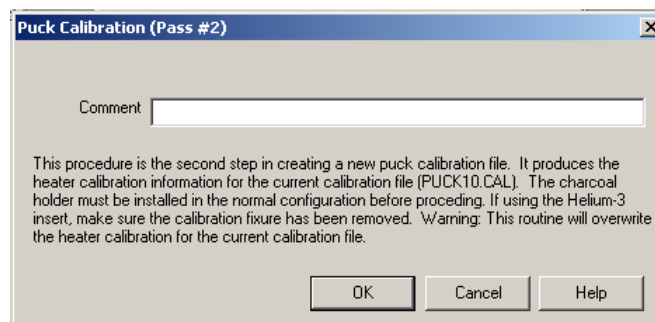 Puck Calibration (Pass #2)
Comment
This procedure is the second step in creating a new puck calibration file. It produces the
heater calibration information for the current calibration file (PUCK10.CAL). The charcoal
holder must be installed in the normal configuration before proceding. If using the Helium-3
insert, make sure the calibration fixure has been removed. Warning: This routine will overwrite
the heater calibration for the current calibration file.
OK Cancel Help